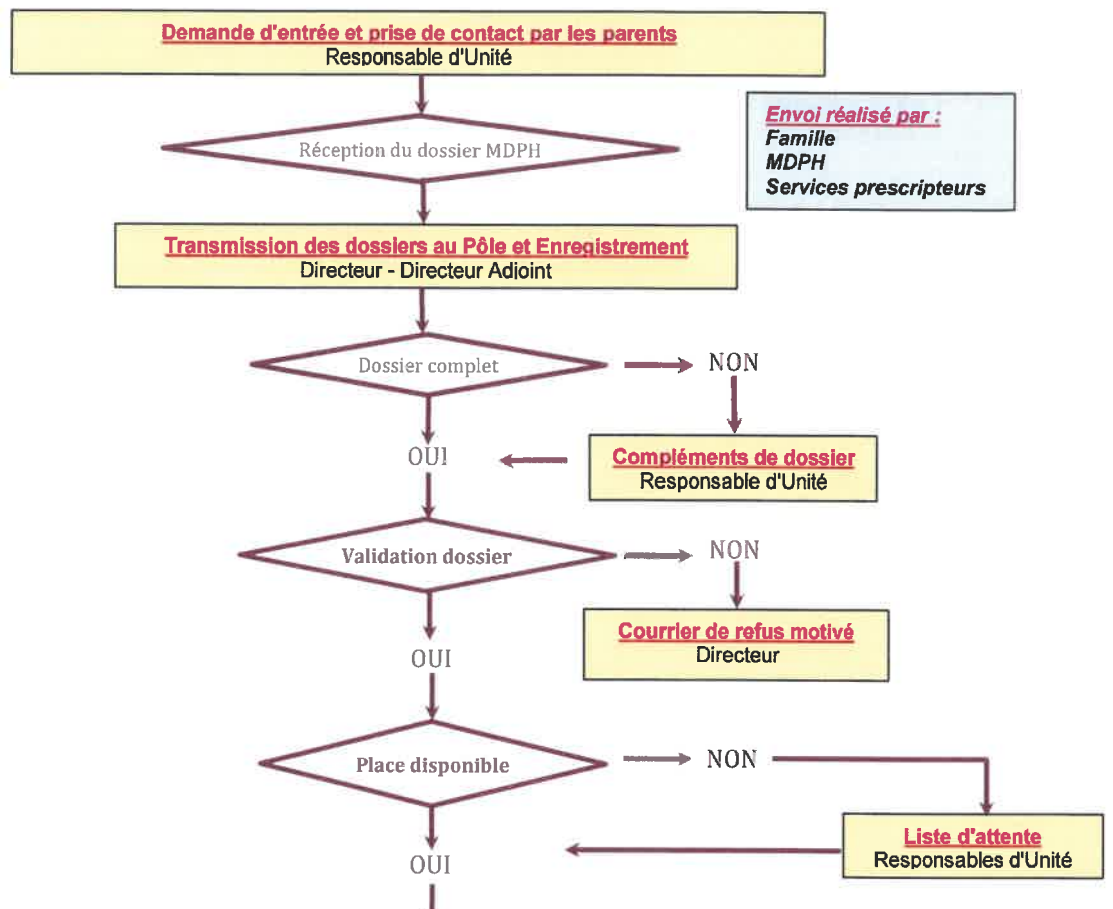 Demande d'entrée et prise de contact par les parents
Responsable d'Unité
Envoi réalisé par :
Famille
MDPH
Services prescripteurs
Réception du dossier MDPH
Transmission des dossiers au Pôle et Enregistrement
Directeur - Directeur Adioint
Dossier complet
NON
OUI
Compléments de dossier
Responsable d'Unité
Validation dossier
NON
Courrier de refus motivé
Directeur
OUI
Place disponible
NON
Liste d'attente
Responsables d'Unité
OUI